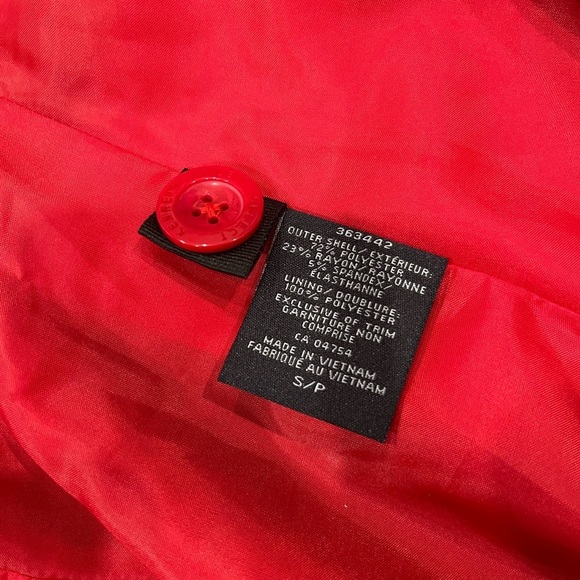 363442
OUTER SHELL/ EXTÉRIEUR:
72% POLYESTER
23% RAYON/ RAYONNE
5% SPANDEX/
ÉLASTHANNE
LINING/ DOUBLURE:
100% POLYESTER
EXCLUSIVE OF TRIM
GARNITURE NON
COMPRISE
CA 04754
MADE IN VIETNAM
FABRIQUÉ AU VIETNAM
S/P